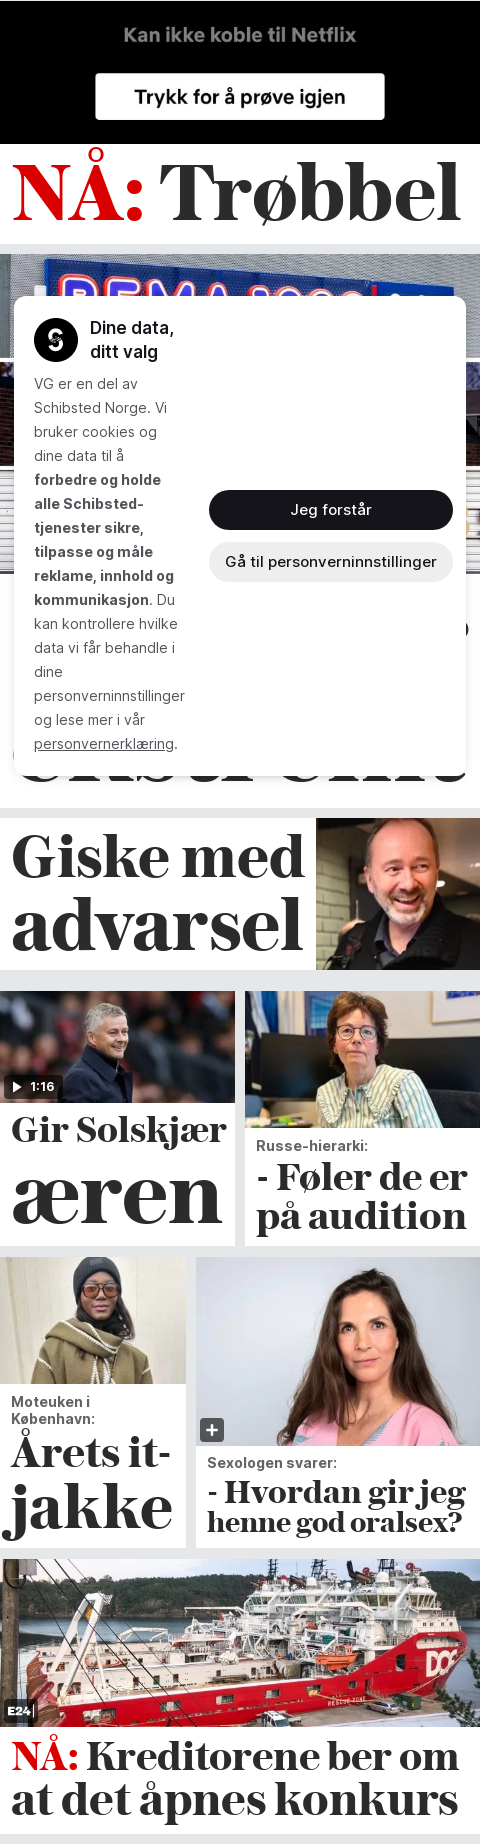 Kan ikke koble til Netflix
Trykk for å prøve igjen
NÅ: Trøbbel
Dine data,
ditt valg
VG er en del av
Schibsted Norge. Vi
bruker cookies og
dine data til å
forbedre og holde
alle Schibsted-
tjenester sikre,
tilpasse og måle
reklame, innhold og
kommunikasjon. Du
kan kontrollere hvilke
data vi får behandle i
dine
personverninnstillinger
og lese mer i vår
personvernerklæring.
Jeg forstår
Gå til personverninnstillinger
Giske med
advarsel
1:16
Gir Solskjær
æren
Russe-hierarki:
- Føler de er
på audition
Moteuken i
København:
Årets it-
jakke
Sexologen svarer:
- Hvordan gir jeg
henne god oralsex?
RESCUE ZONE
DOF
E24
NÅ: Kreditorene ber om
at det åpnes konkurs